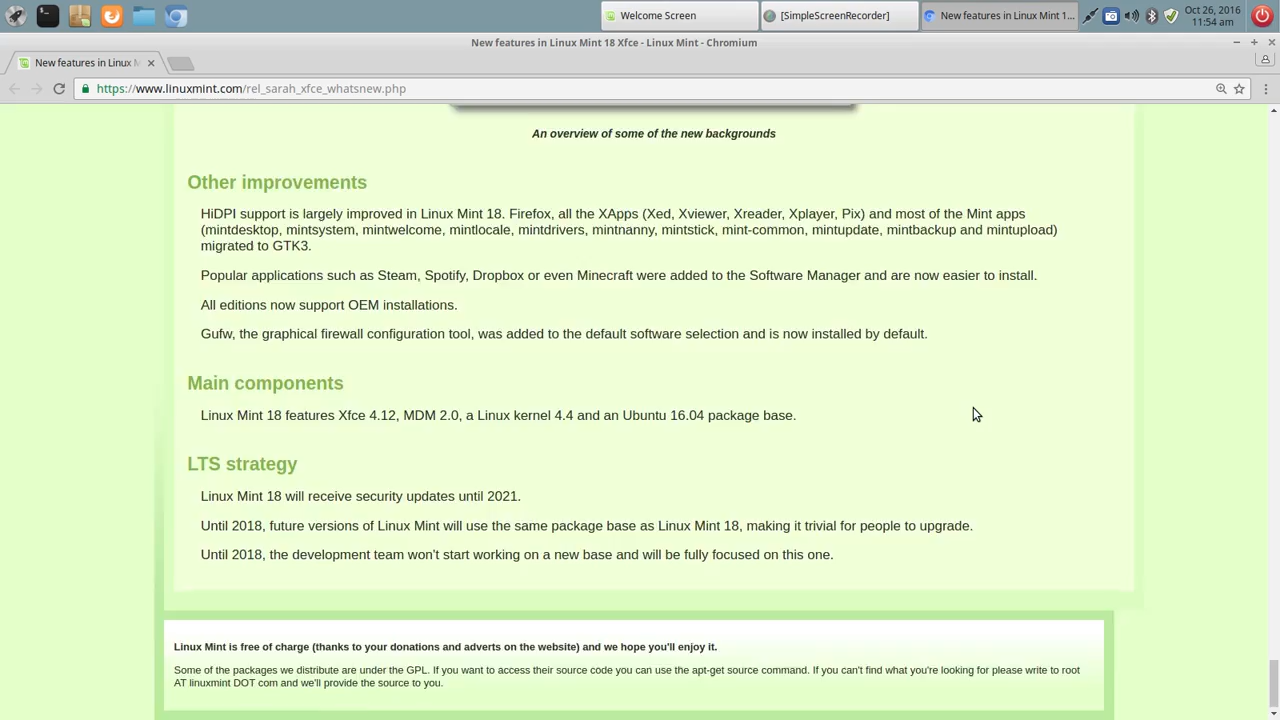 Welcome Screen
[SimpleScreenRecorder]
New features in Linux Mint 1...
Oct 26, 2016
11:54 am
New features in Linux Mint 18 Xfce - Linux Mint - Chromium
New features in Linux M
https://www.linuxmint.com/rel_sarah_xfce_whatsnew.php
An overview of some of the new backgrounds
Other improvements
HiDPI support is largely improved in Linux Mint 18. Firefox, all the XApps (Xed, Xviewer, Xreader, Xplayer, Pix) and most of the Mint apps
(mintdesktop, mintsystem, mintwelcome, mintlocale, mintdrivers, mintnanny, mintstick, mint-common, mintupdate, mintbackup and mintupload)
migrated to GTK3.
Popular applications such as Steam, Spotify, Dropbox or even Minecraft were added to the Software Manager and are now easier to install.
All editions now support OEM installations.
Gufw, the graphical firewall configuration tool, was added to the default software selection and is now installed by default.
Main components
Linux Mint 18 features Xfce 4.12, MDM 2.0, a Linux kernel 4.4 and an Ubuntu 16.04 package base.
LTS strategy
Linux Mint 18 will receive security updates until 2021.
Until 2018, future versions of Linux Mint will use the same package base as Linux Mint 18, making it trivial for people to upgrade.
Until 2018, the development team won't start working on a new base and will be fully focused on this one.
Linux Mint is free of charge (thanks to your donations and adverts on the website) and we hope you'll enjoy it.
Some of the packages we distribute are under the GPL. If you want to access their source code you can use the apt-get source command. If you can't find what you're looking for please write to root
AT linuxmint DOT com and we'll provide the source to you.